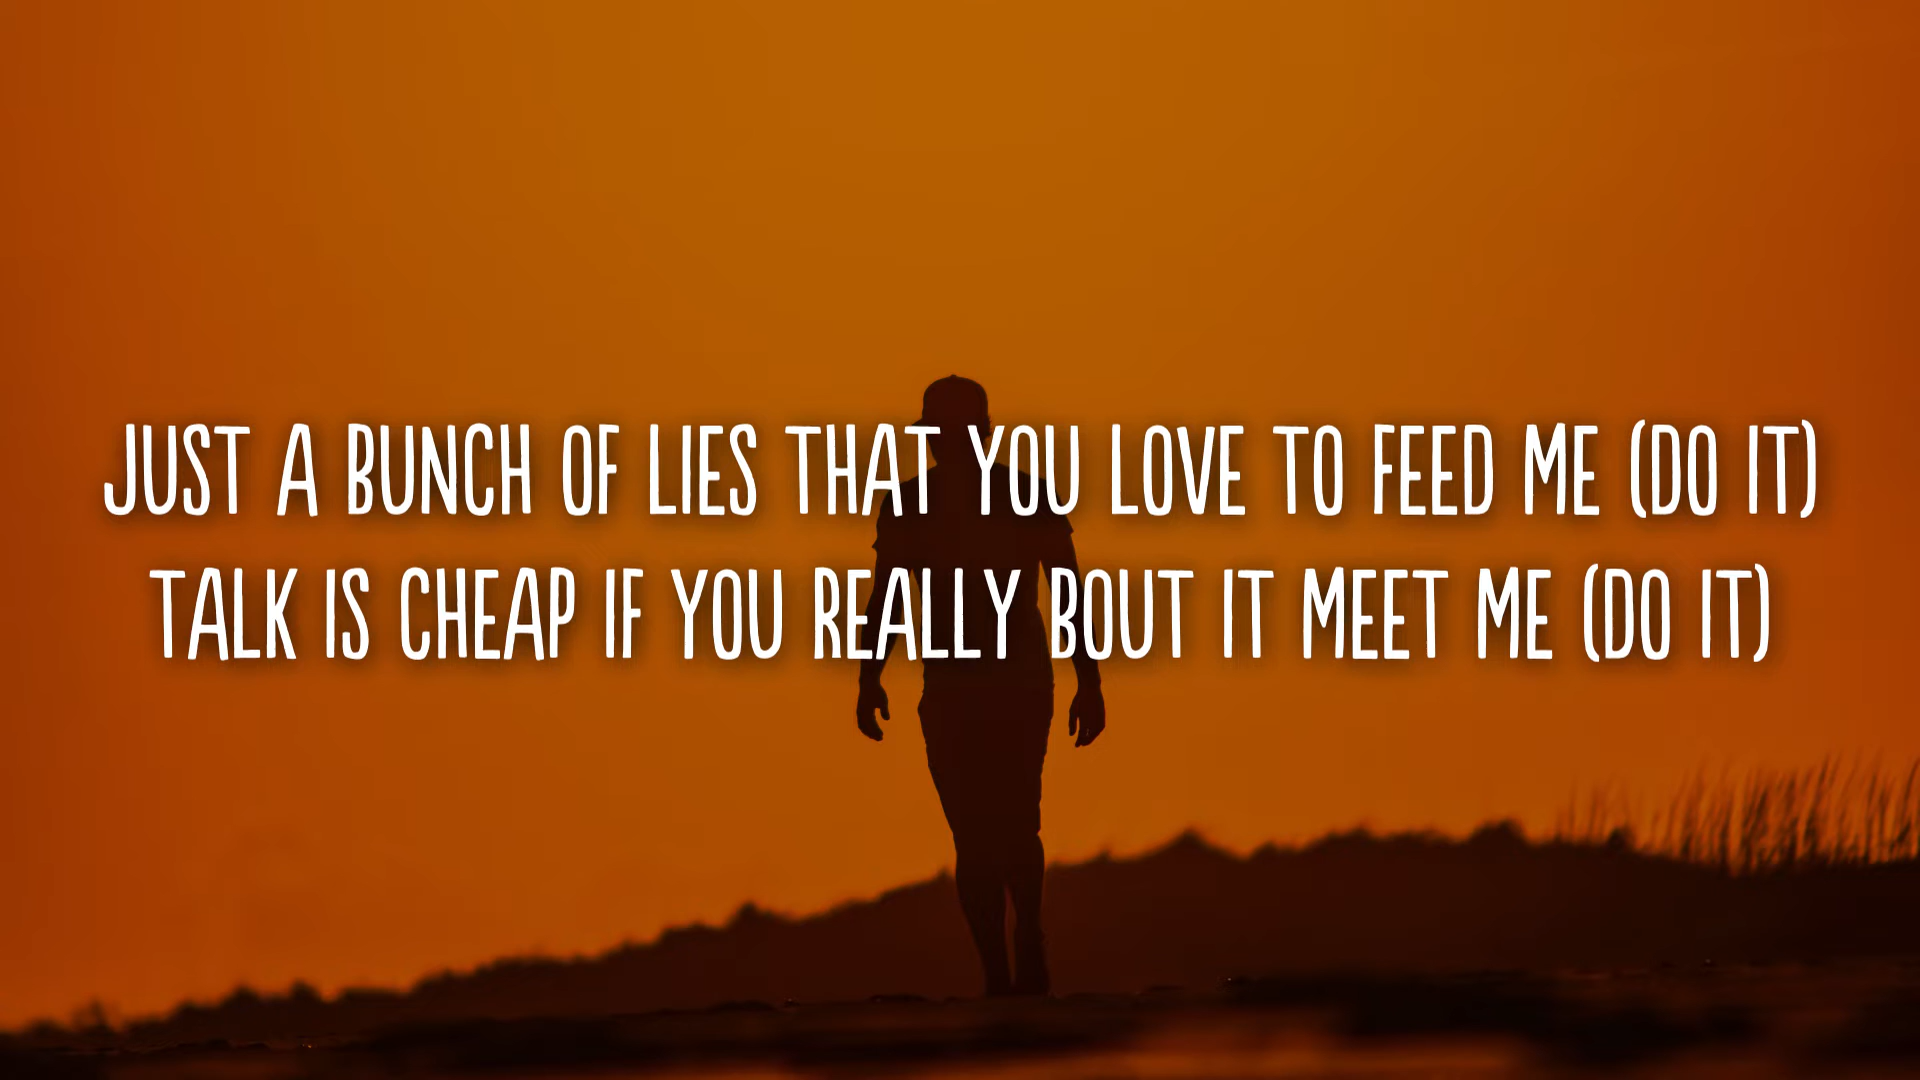 JUST A BUNCH OF LIES THAT YOU LOVE TO FEED ME (DO IT)
TALK IS CHEAP IF YOU REALLY BOUT IT MEET ME (DO IT)